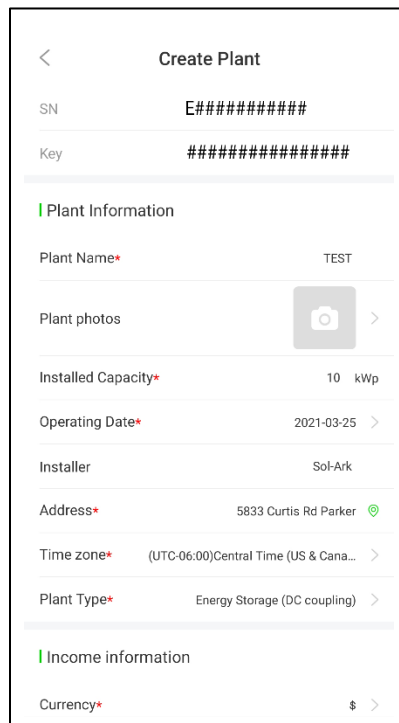 Create Plant
SN E###########
Key ################
Plant Information
Plant Name* TEST
Plant photos
Installed Capacity* 10 kWp
Operating Date* 2021-03-25
Installer Sol-Ark
Address* 5833 Curtis Rd Parker
Time zone* (UTC-06:00)Central Time (US & Cana...
Plant Type* Energy Storage (DC coupling)
Income information
Currency* $